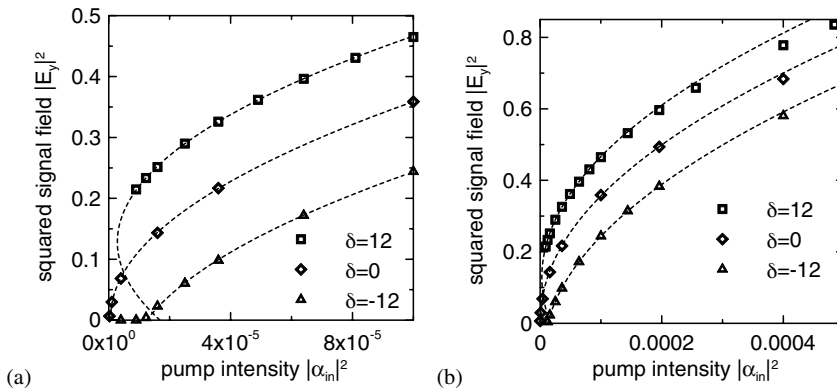 0.5
0.4
0.3
0.2
0.1
0
0x10⁰ 4x10⁻⁵ 8x10⁻⁵
squared signal field |E_y|²
pump intensity |α_in|²
δ=12
δ=0
δ=-12
(a)
0.8
0.6
0.4
0.2
0
0 0.0002 0.0004
squared signal field |E_y|²
pump intensity |α_in|²
δ=12
δ=0
δ=-12
(b)